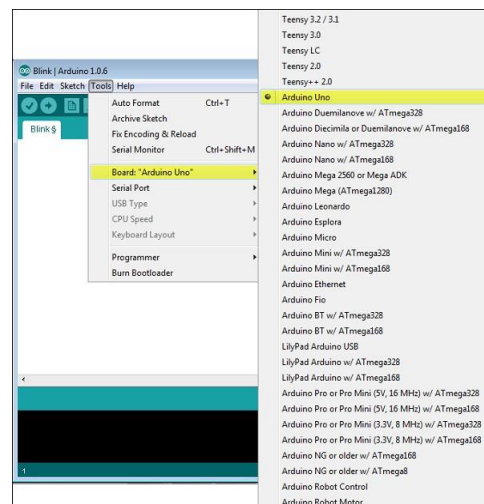 Blink | Arduino 1.0.6
File Edit Sketch Tools Help
Blink §
Auto Format Ctrl+T
Archive Sketch
Fix Encoding & Reload
Serial Monitor Ctrl+Shift+M
Board: "Arduino Uno"
Serial Port
USB Type
CPU Speed
Keyboard Layout
Programmer
Burn Bootloader
1
Teensy 3.2 / 3.1
Teensy 3.0
Teensy LC
Teensy 2.0
Teensy++ 2.0
Arduino Uno
Arduino Duemilanove w/ ATmega328
Arduino Diecimila or Duemilanove w/ ATmega168
Arduino Nano w/ ATmega328
Arduino Nano w/ ATmega168
Arduino Mega 2560 or Mega ADK
Arduino Mega (ATmega1280)
Arduino Leonardo
Arduino Esplora
Arduino Micro
Arduino Mini w/ ATmega328
Arduino Mini w/ ATmega168
Arduino Ethernet
Arduino Fio
Arduino BT w/ ATmega328
Arduino BT w/ ATmega168
LilyPad Arduino USB
LilyPad Arduino w/ ATmega328
LilyPad Arduino w/ ATmega168
Arduino Pro or Pro Mini (5V, 16 MHz) w/ ATmega328
Arduino Pro or Pro Mini (5V, 16 MHz) w/ ATmega168
Arduino Pro or Pro Mini (3.3V, 8 MHz) w/ ATmega328
Arduino Pro or Pro Mini (3.3V, 8 MHz) w/ ATmega168
Arduino NG or older w/ ATmega168
Arduino NG or older w/ ATmega8
Arduino Robot Control
Arduino Robot Motor